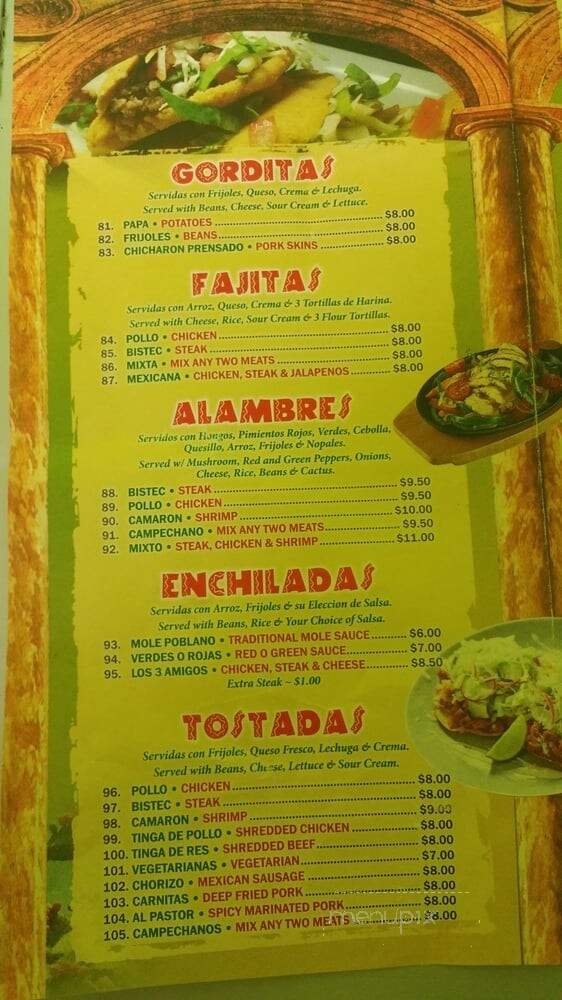 GORDITAS
Servidas con Frijoles, Queso, Crema & Lechuga.
Served with Beans, Cheese, Sour Cream & Lettuce.
81. PAPA • POTATOES $8.00
82. FRIJOLES • BEANS $8.00
83. CHICHARON PRENSADO • PORK SKINS $8.00
FAJITAS
Servidas con Arroz, Queso, Crema & 3 Tortillas de Harina.
Served with Cheese, Rice, Sour Cream & 3 Flour Tortillas.
84. POLLO • CHICKEN $8.00
85. BISTEC • STEAK $8.00
86. MIXTA • MIX ANY TWO MEATS $8.00
87. MEXICANA • CHICKEN, STEAK & JALAPENOS $8.00
ALAMBRES
Servidos con Hongos, Pimientos Rojos, Verdes, Cebolla,
Quesillo, Arroz, Frijoles & Nopales.
Served w/ Mushroom, Red and Green Peppers, Onions,
Cheese, Rice, Beans & Cactus.
88. BISTEC • STEAK $9.50
89. POLLO • CHICKEN $9.50
90. CAMARON • SHRIMP $10.00
91. CAMPECHANO • MIX ANY TWO MEATS $9.50
92. MIXTO • STEAK, CHICKEN & SHRIMP $11.00
ENCHILADAS
Servidas con Arroz, Frijoles & su Eleccion de Salsa.
Served with Beans, Rice & Your Choice of Salsa.
93. MOLE POBLANO • TRADITIONAL MOLE SAUCE $6.00
94. VERDES O ROJAS • RED O GREEN SAUCE $7.00
95. LOS 3 AMIGOS • CHICKEN, STEAK & CHEESE $8.50
Extra Steak ~ $1.00
TOSTADAS
Servidas con Frijoles, Queso Fresco, Lechuga & Crema.
Served with Beans, Cheese, Lettuce & Sour Cream.
96. POLLO • CHICKEN $8.00
97. BISTEC • STEAK $8.00
98. CAMARON • SHRIMP $9.00
99. TINGA DE POLLO • SHREDDED CHICKEN $8.00
100. TINGA DE RES • SHREDDED BEEF $8.00
101. VEGETARIANAS • VEGETARIAN $7.00
102. CHORIZO • MEXICAN SAUSAGE $8.00
103. CARNITAS • DEEP FRIED PORK $8.00
104. AL PASTOR • SPICY MARINATED PORK $8.00
105. CAMPECHANOS • MIX ANY TWO MEATS $8.00
menupix